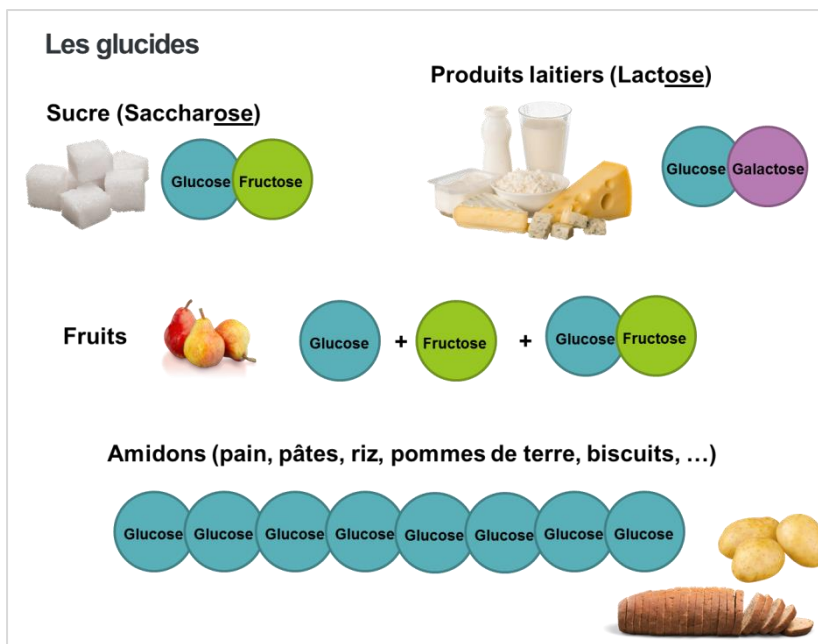 Les glucides
Produits laitiers (Lactose)
Sucre (Saccharose)
Glucose Fructose
Glucose Galactose
Fruits
Glucose + Fructose + Glucose Fructose
Amidons (pain, pâtes, riz, pommes de terre, biscuits, …)
Glucose Glucose Glucose Glucose Glucose Glucose Glucose Glucose